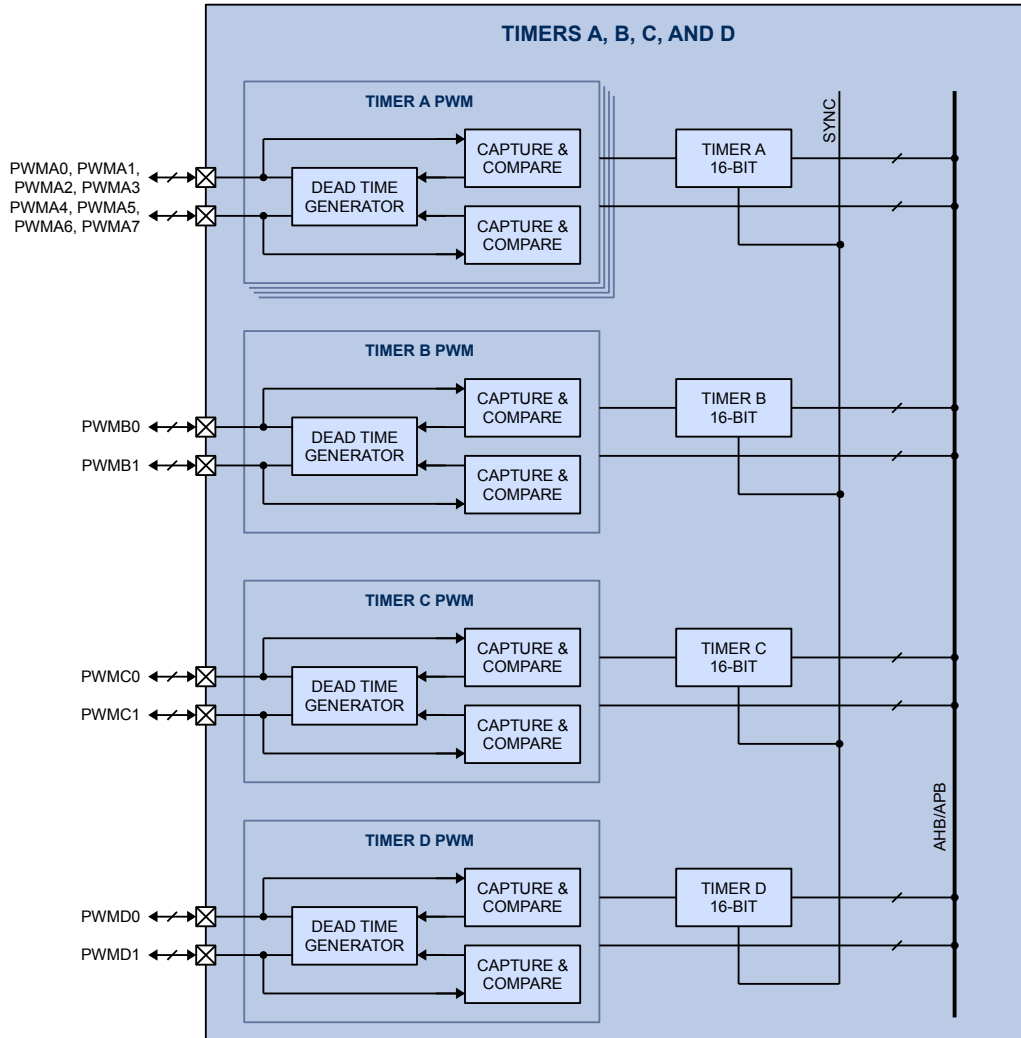 TIMERS A, B, C, AND D
TIMER A PWM
SYNC
PWMA0, PWMA1,
PWMA2, PWMA3
PWMA4, PWMA5,
PWMA6, PWMA7
DEAD TIME
GENERATOR
CAPTURE &
COMPARE
CAPTURE &
COMPARE
TIMER A
16-BIT
TIMER B PWM
PWMB0
PWMB1
DEAD TIME
GENERATOR
CAPTURE &
COMPARE
CAPTURE &
COMPARE
TIMER B
16-BIT
TIMER C PWM
PWMC0
PWMC1
DEAD TIME
GENERATOR
CAPTURE &
COMPARE
CAPTURE &
COMPARE
TIMER C
16-BIT
AHB/APB
TIMER D PWM
PWMD0
PWMD1
DEAD TIME
GENERATOR
CAPTURE &
COMPARE
CAPTURE &
COMPARE
TIMER D
16-BIT